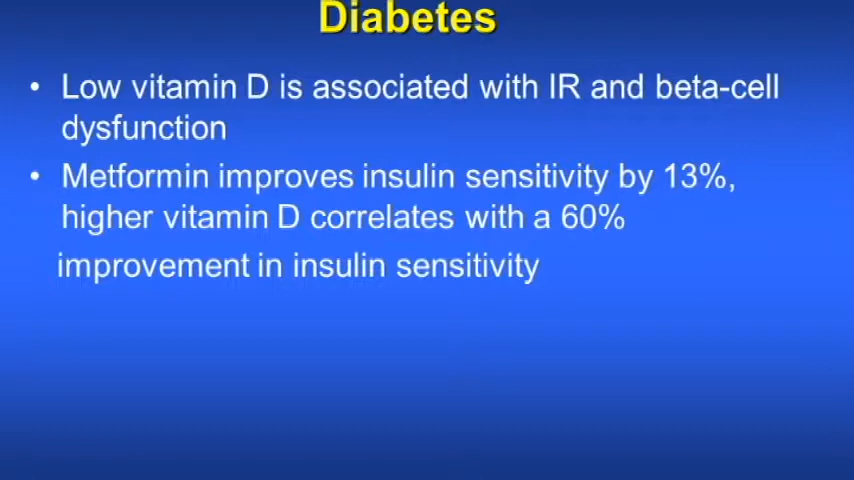 Diabetes
• Low vitamin D is associated with IR and beta-cell
dysfunction
• Metformin improves insulin sensitivity by 13%,
higher vitamin D correlates with a 60%
improvement in insulin sensitivity